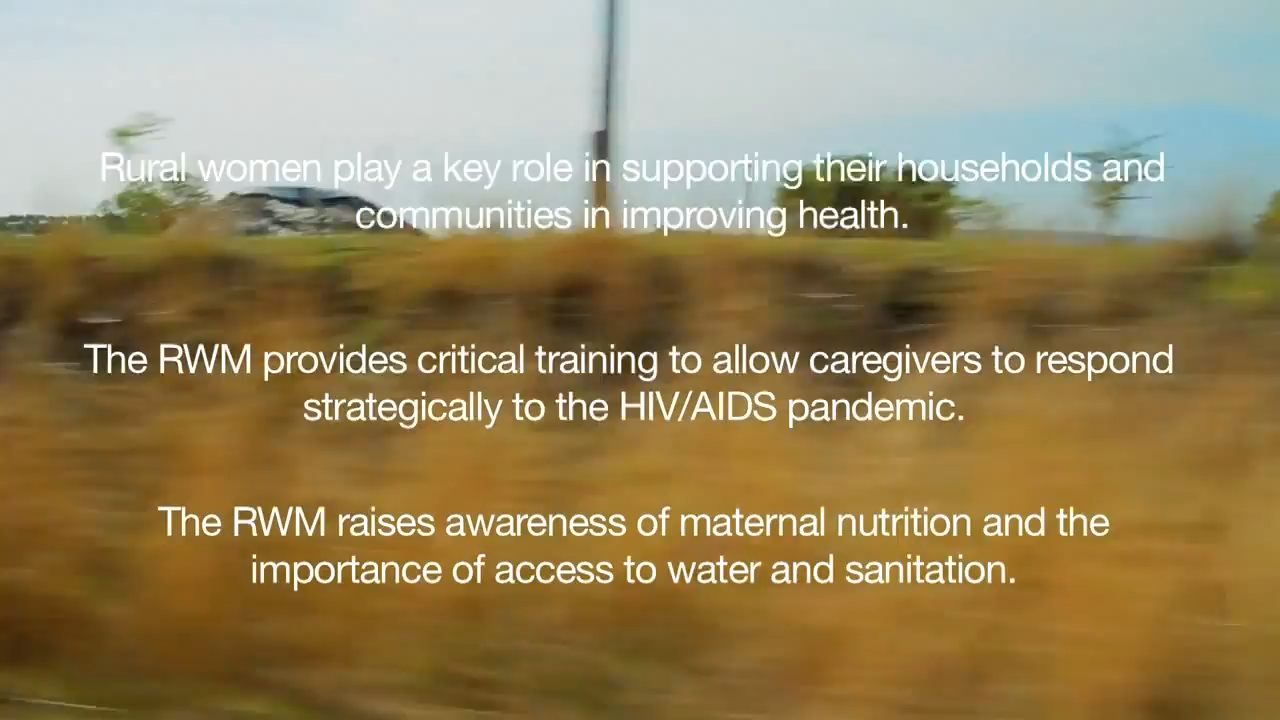 Rural women play a key role in supporting their households and
communities in improving health.
The RWM provides critical training to allow caregivers to respond
strategically to the HIV/AIDS pandemic.
The RWM raises awareness of maternal nutrition and the
importance of access to water and sanitation.